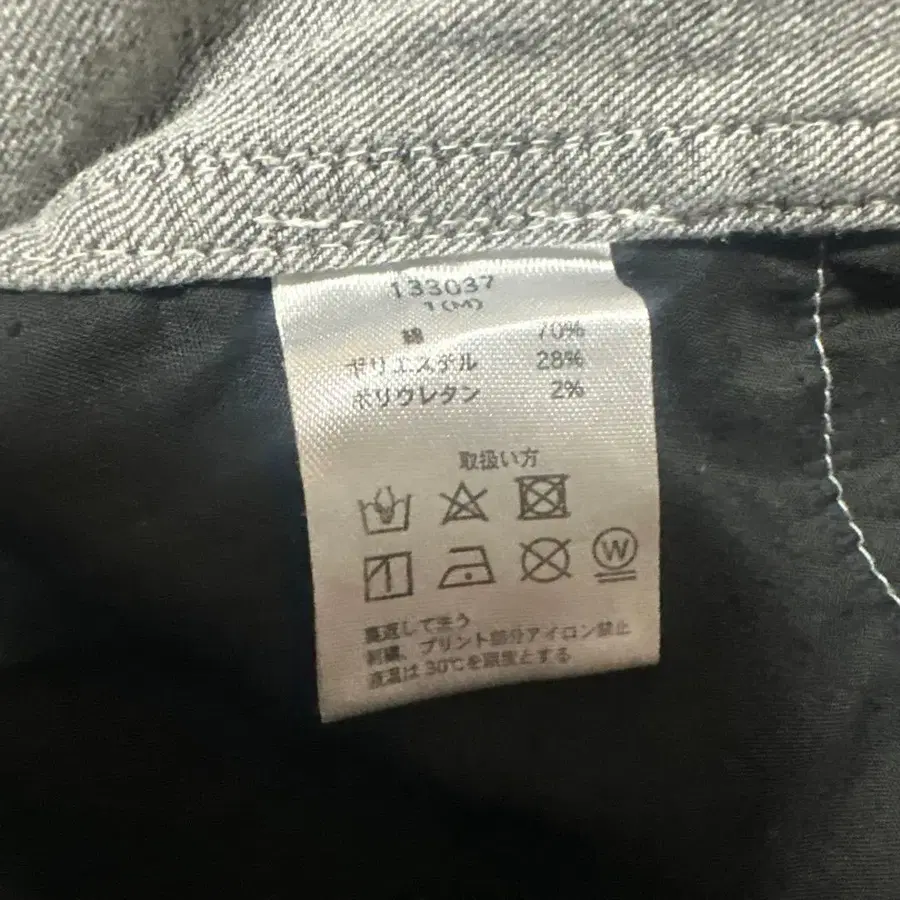 133037
1(M)
綿 70%
ポリエステル 28%
ポリウレタン 2%
取扱い方
W
裏返して洗う
刺繍、プリント部分アイロン禁止
液温は30℃を限度とする